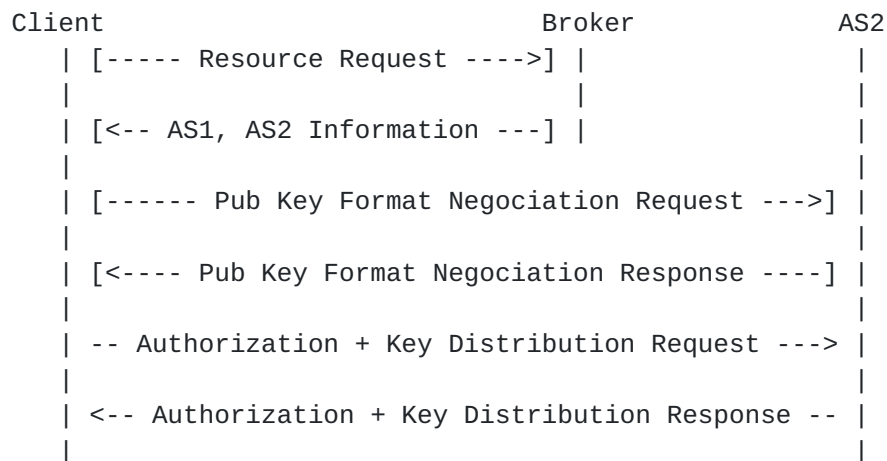 Client                             Broker             AS2
   | [----- Resource Request ---->] |                  |
   |                                |                  |
   | [<-- AS1, AS2 Information ---] |                  |
   |                                                   |
   | [------ Pub Key Format Negociation Request --->] |
   |                                                   |
   | [<---- Pub Key Format Negociation Response ----] |
   |                                                   |
   | -- Authorization + Key Distribution Request ---> |
   |                                                   |
   | <-- Authorization + Key Distribution Response -- |
   |                                                   |